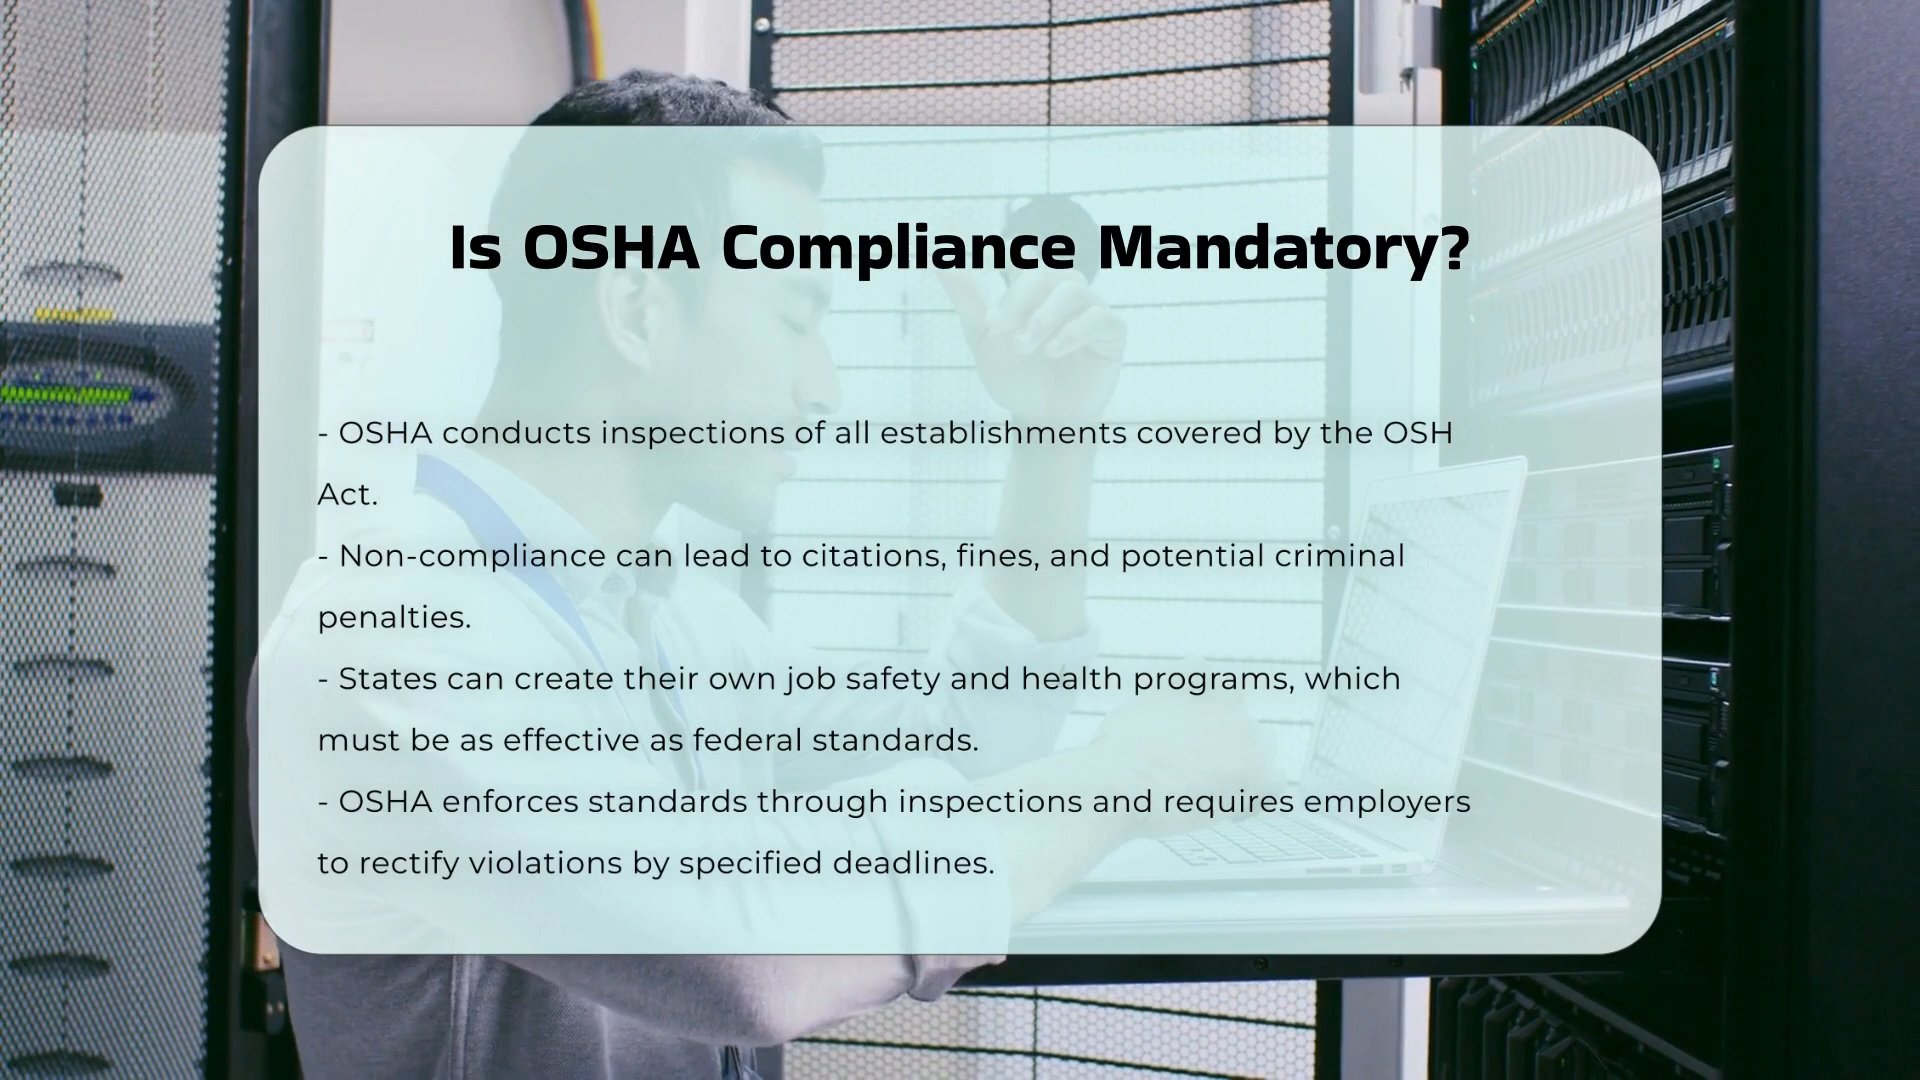 Is OSHA Compliance Mandatory?
- OSHA conducts inspections of all establishments covered by the OSH
Act.
- Non-compliance can lead to citations, fines, and potential criminal
penalties.
- States can create their own job safety and health programs, which
must be as effective as federal standards.
- OSHA enforces standards through inspections and requires employers
to rectify violations by specified deadlines.